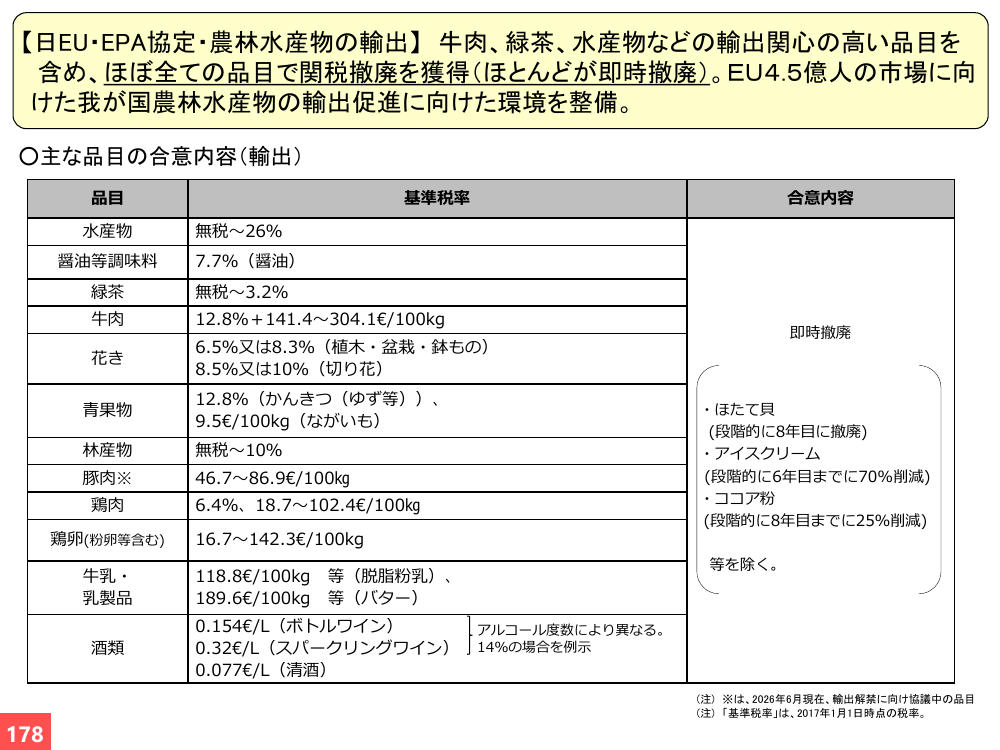 【日EU・EPA協定・農林水産物の輸出】 牛肉、緑茶、水産物などの輸出関心の高い品目を
含め、ほぼ全ての品目で関税撤廃を獲得（ほとんどが即時撤廃）。EU4.5億人の市場に向
けた我が国農林水産物の輸出促進に向けた環境を整備。
〇主な品目の合意内容（輸出）
品目 基準税率 合意内容
水産物 無税～26%
醤油等調味料 7.7%（醤油）
緑茶 無税～3.2%
牛肉 12.8%＋141.4～304.1€/100kg
花き
6.5%又は8.3%（植木・盆栽・鉢もの）
8.5%又は10%（切り花）
青果物
12.8%（かんきつ（ゆず等））、
9.5€/100kg（ながいも）
林産物 無税～10%
豚肉※ 46.7～86.9€/100kg
鶏肉 6.4%、18.7～102.4€/100kg
鶏卵(粉卵等含む) 16.7～142.3€/100kg
牛乳・
乳製品
118.8€/100kg　等（脱脂粉乳）、
189.6€/100kg　等（バター）
酒類
0.154€/L（ボトルワイン）
0.32€/L（スパークリングワイン）
0.077€/L（清酒）
アルコール度数により異なる。
14%の場合を例示
即時撤廃
・ほたて貝
(段階的に8年目に撤廃)
・アイスクリーム
(段階的に6年目までに70%削減)
・ココア粉
(段階的に8年目までに25%削減)
等を除く。
（注）※は、2026年6月現在、輸出解禁に向け協議中の品目
（注）「基準税率」は、2017年1月1日時点の税率。
178